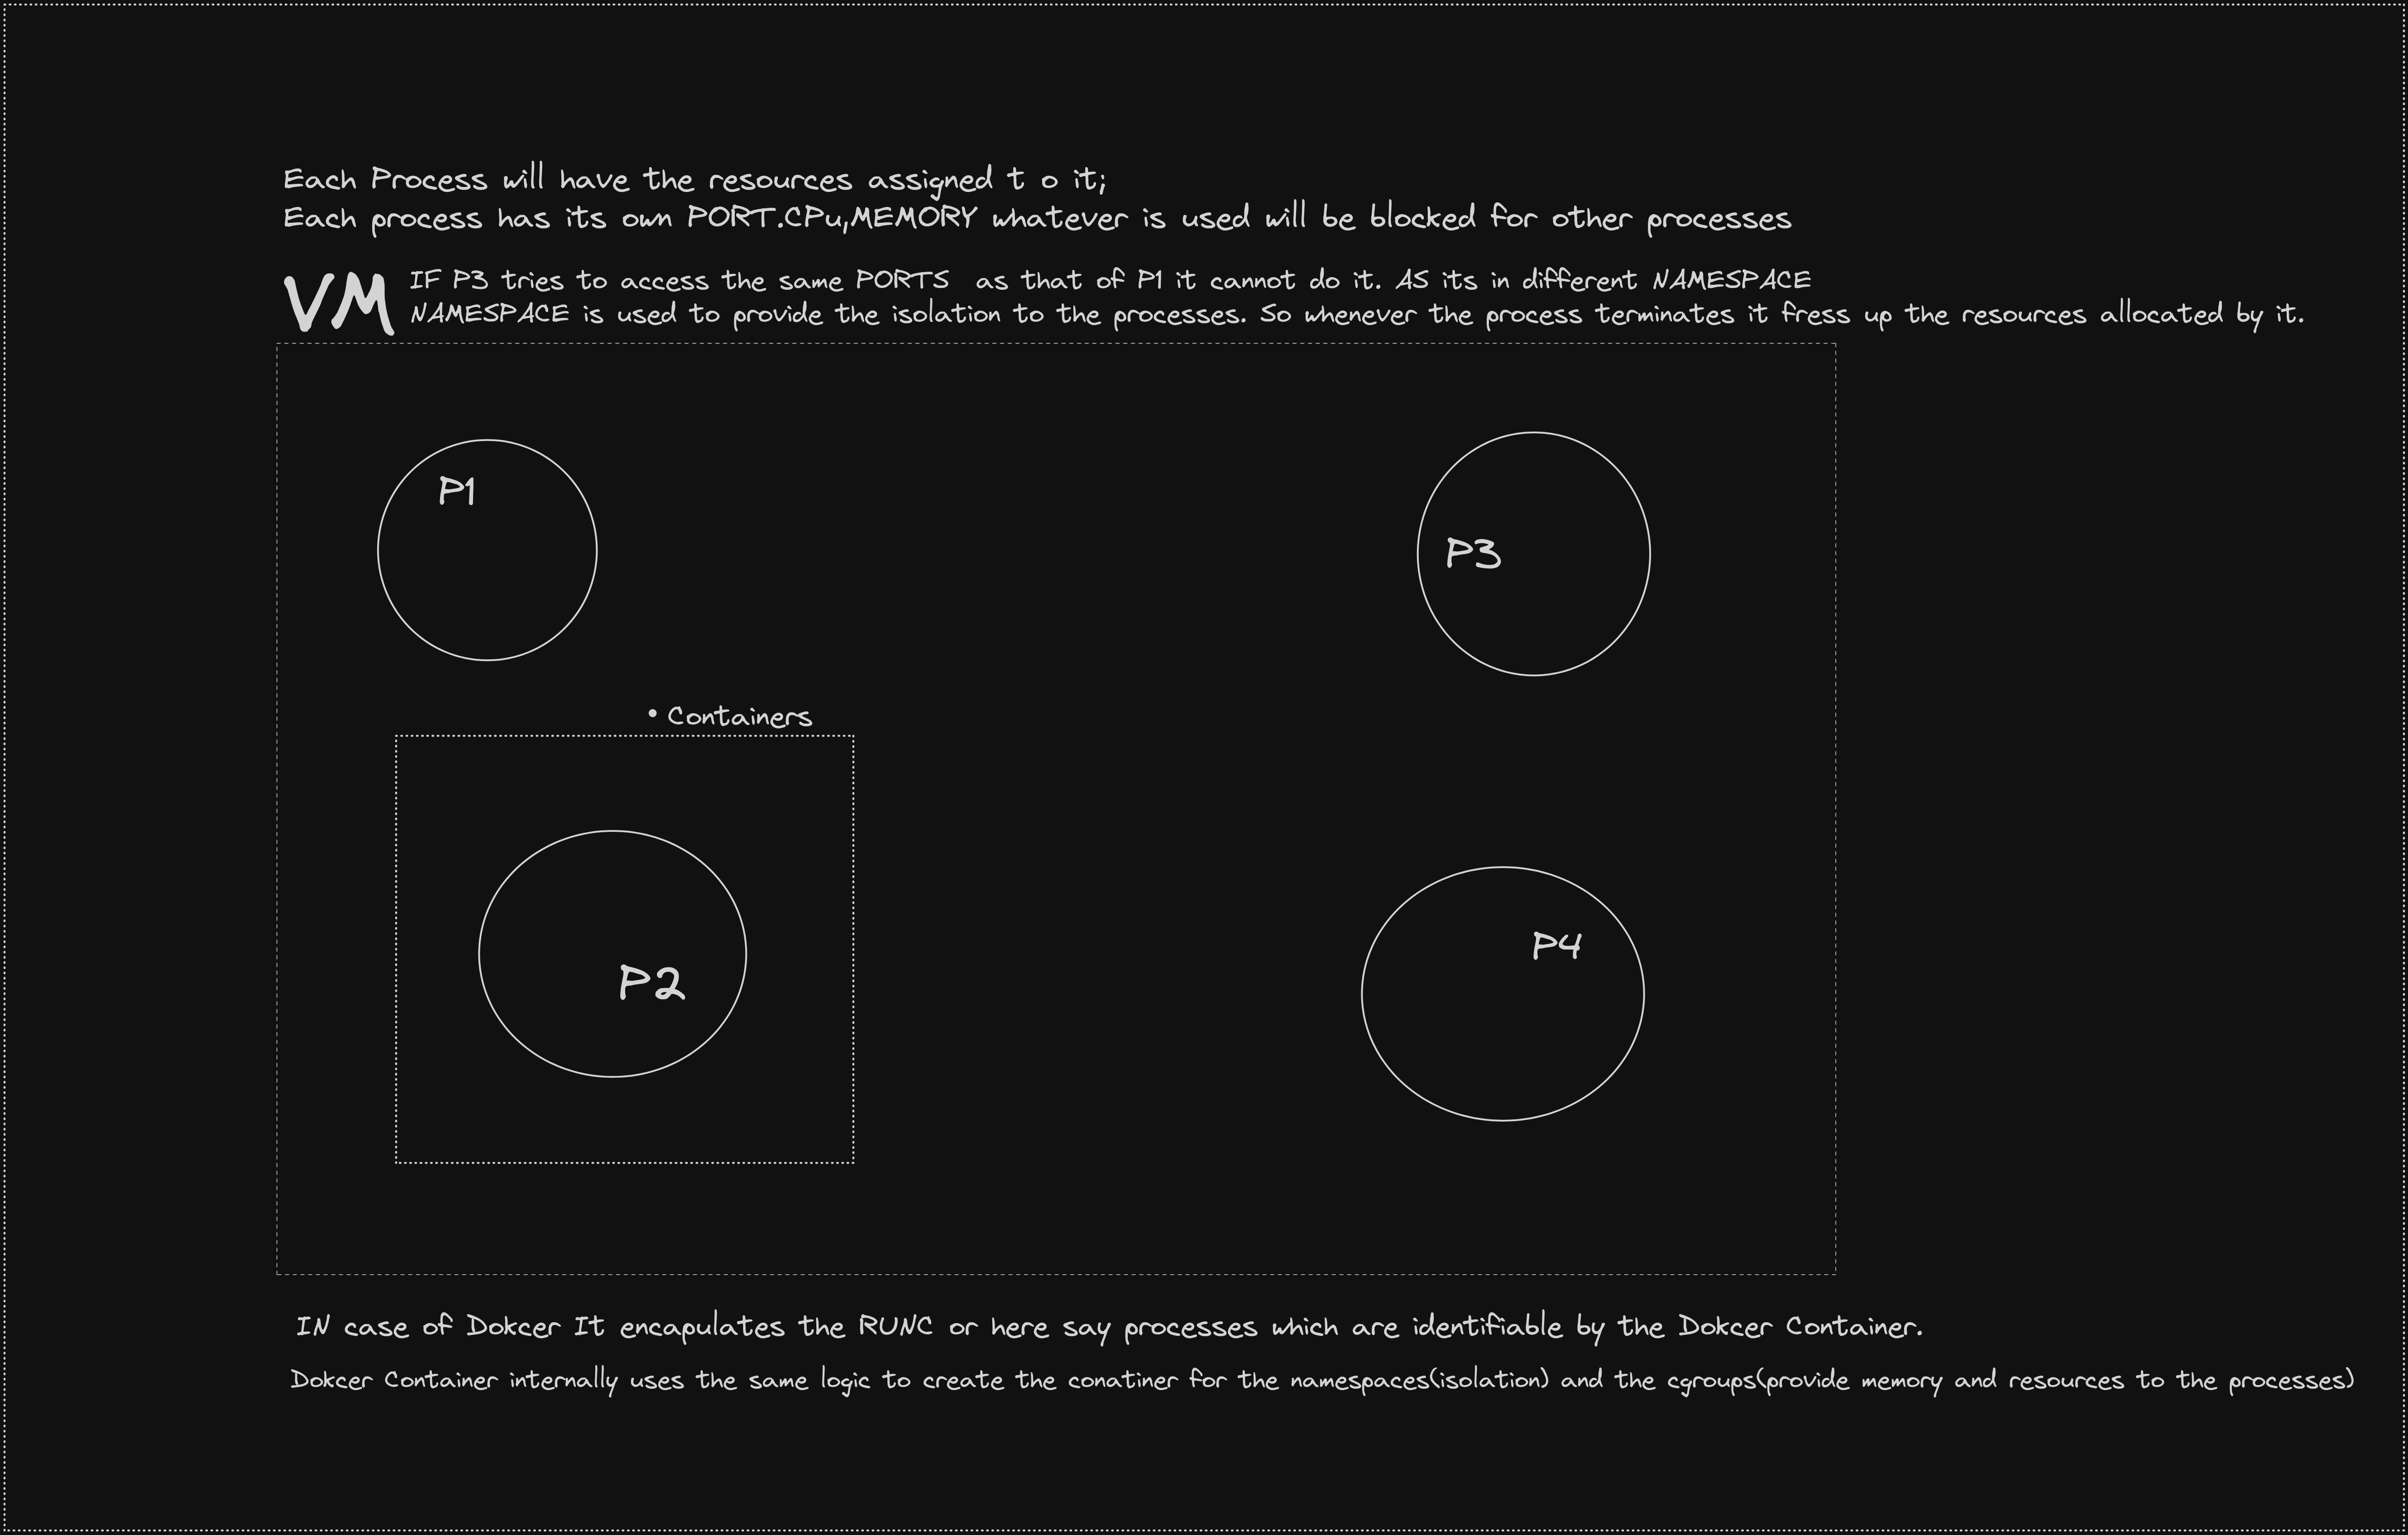 Each Process will have the resources assigned t o it;
Each process has its own PORT.CPu,MEMORY whatever is used will be blocked for other processes
VM
IF P3 tries to access the same PORTS as that of P1 it cannot do it. AS its in different NAMESPACE
NAMESPACE is used to provide the isolation to the processes. So whenever the process terminates it fress up the resources allocated by it.
P1
P3
• Containers
P2
P4
IN case of Dokcer It encapulates the RUNC or here say processes which are identifiable by the Dokcer Container.
Dokcer Container internally uses the same logic to create the conatiner for the namespaces(isolation) and the cgroups(provide memory and resources to the processes)